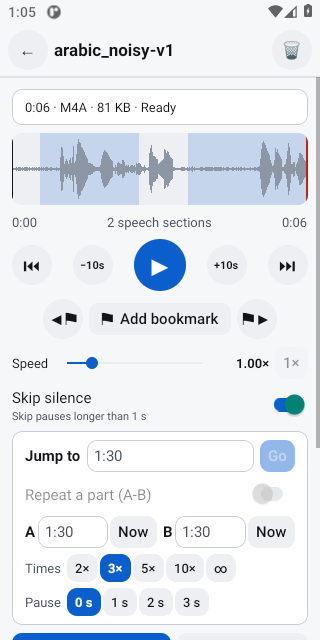 1:05
← arabic_noisy-v1
0:06 · M4A · 81 KB · Ready
0:00 2 speech sections 0:06
−10s +10s
Add bookmark
Speed 1.00× 1×
Skip silence
Skip pauses longer than 1 s
Jump to 1:30 Go
Repeat a part (A-B)
A 1:30 Now B 1:30 Now
Times 2× 3× 5× 10× ∞
Pause 0 s 1 s 2 s 3 s